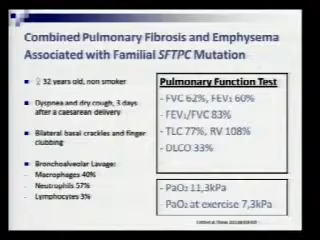 Combined Pulmonary Fibrosis and Emphysema
Associated with Familial SFTPC Mutation
♀ 32 years old, non smoker
Dyspnea and dry cough, 3 days
after a caesarean delivery
Bilateral basal crackles and finger
clubbing
Bronchoalveolar Lavage:
- Macrophages 40%
- Neutrophils 57%
- Lymphocytes 3%
Pulmonary Function Test
- FVC 62%, FEV₁ 60%
- FEV₁/FVC 83%
- TLC 77%, RV 108%
- DLCO 33%
- PaO₂ 11,3kPa
- PaO₂ at exercise 7,3kPa